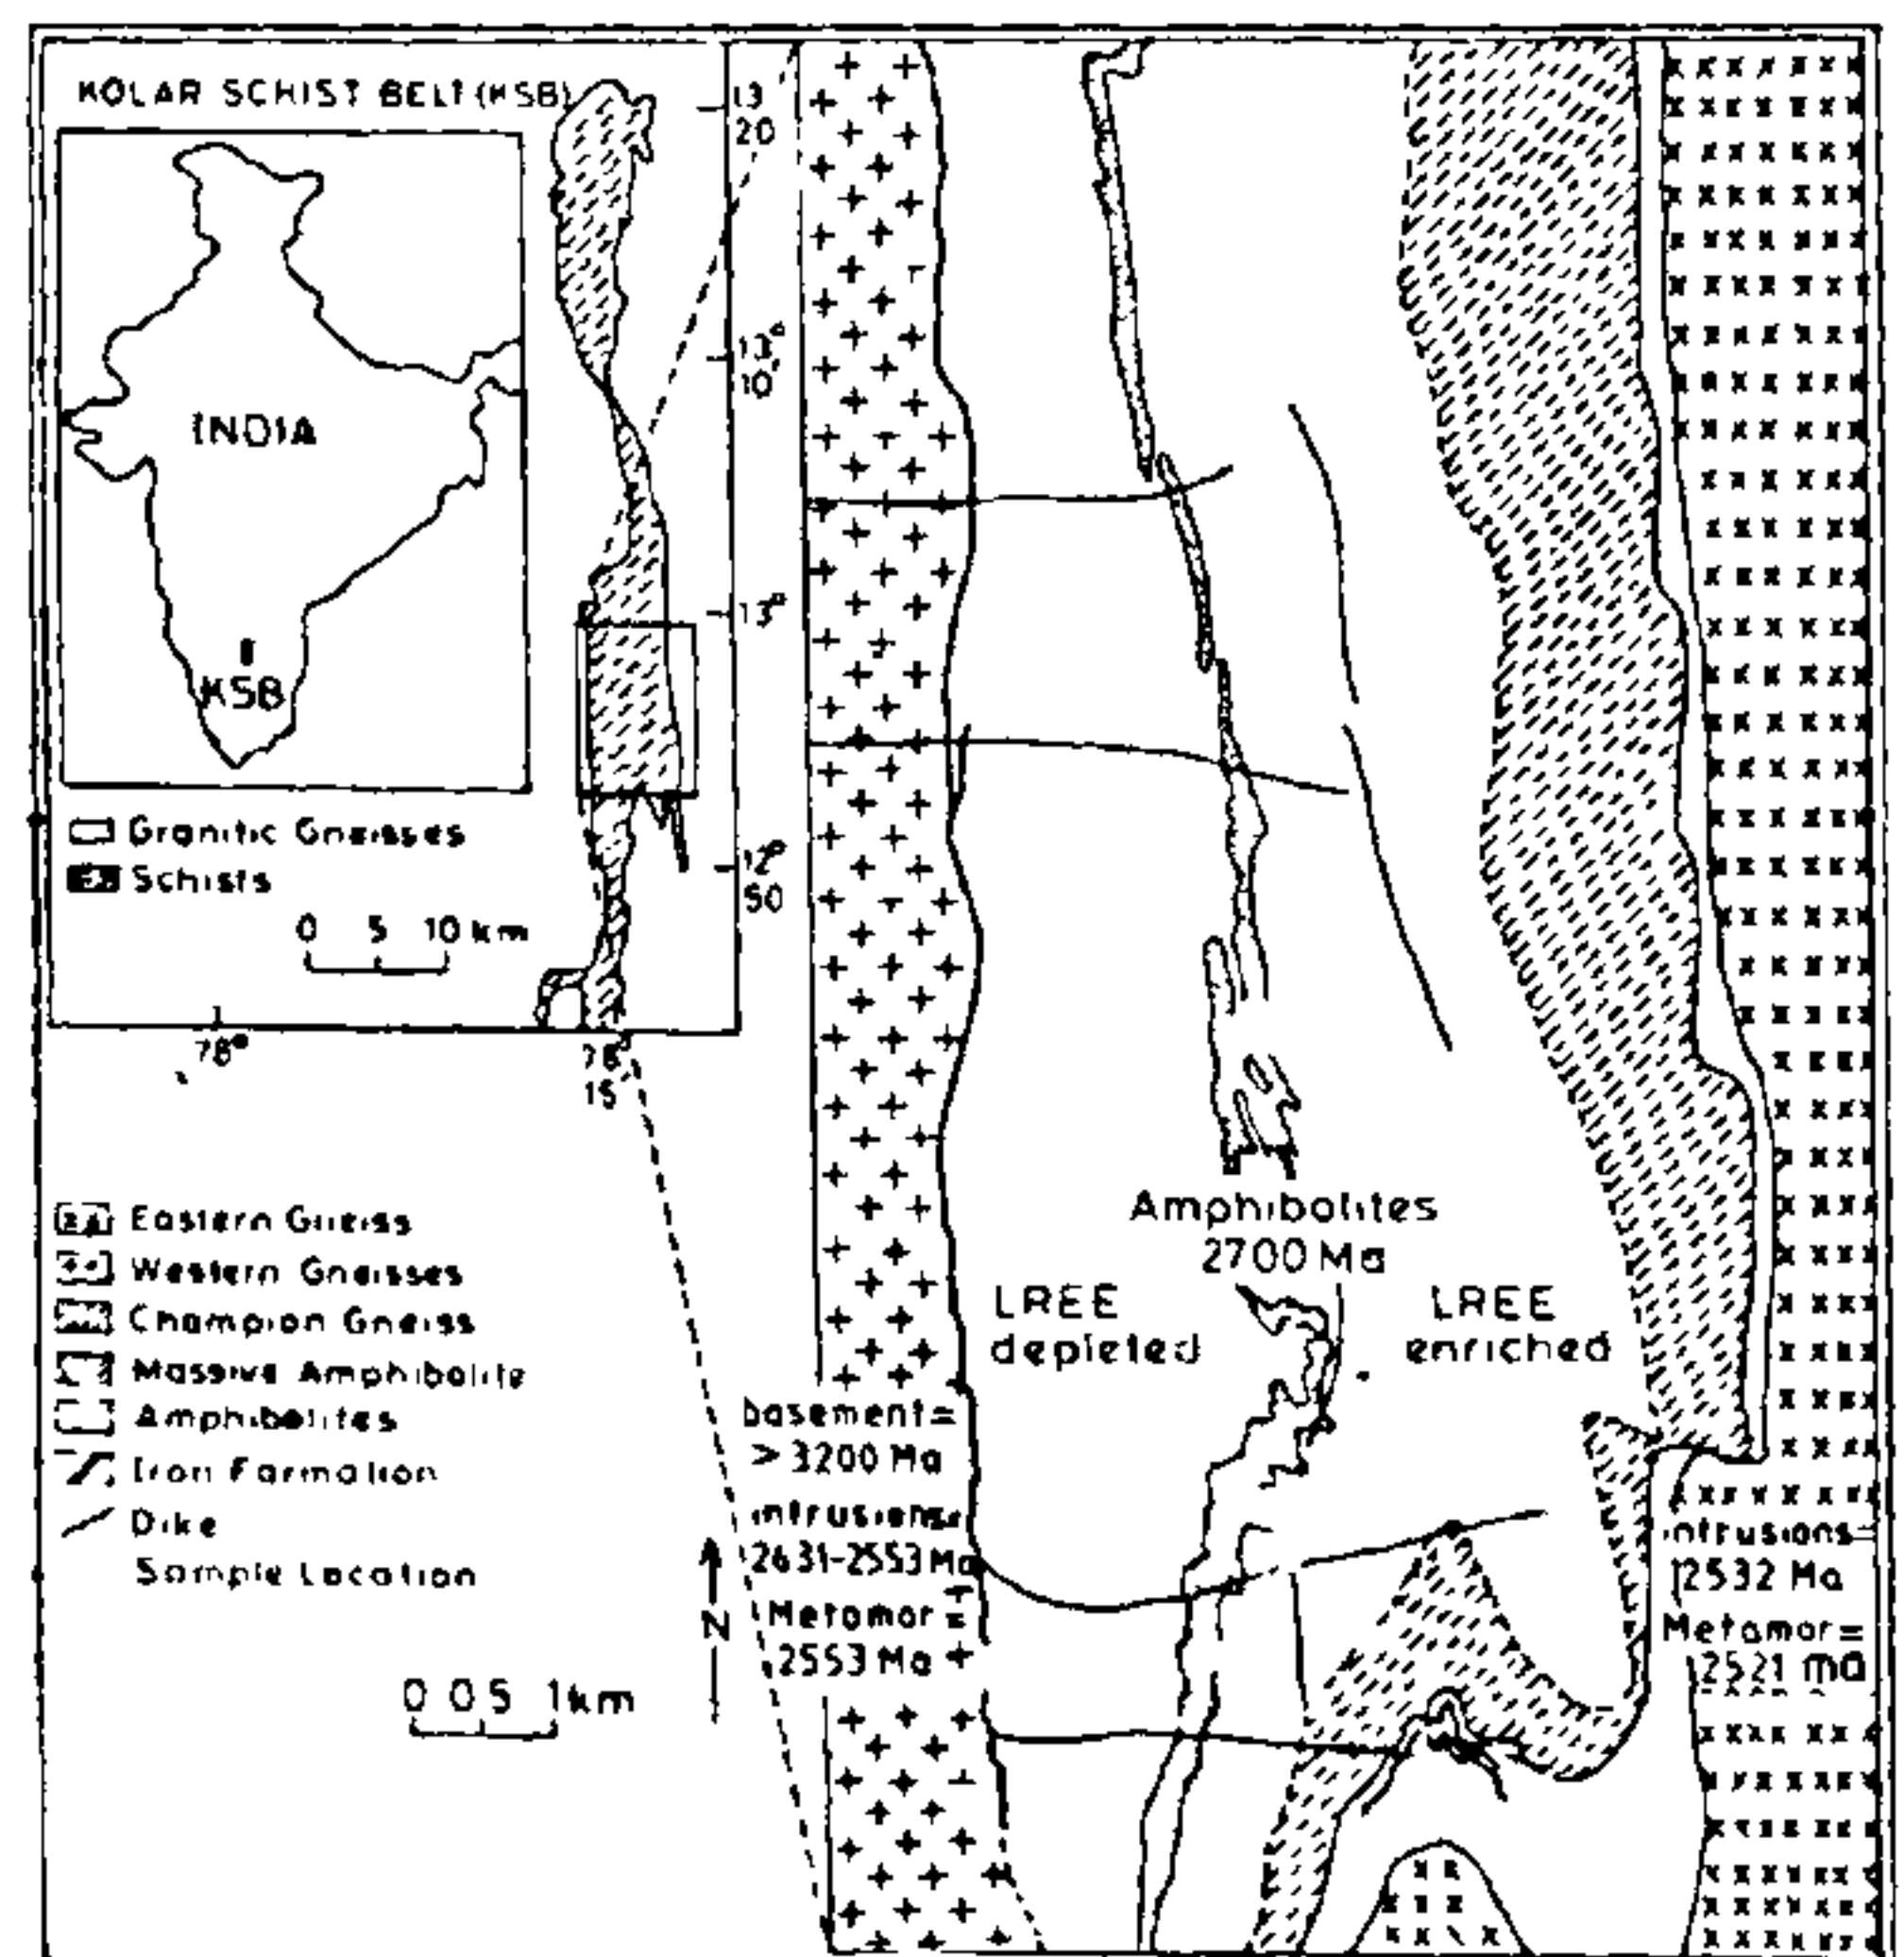 KOLAR SCHIST BELT (KSB)
13
20
13°
10'
13°
12°
50
INDIA
KSB
Granitic Gneisses
Schists
0 5 10 km
78°
78
15'
Eastern Gneiss
Western Gneisses
Champion Gneiss
Massive Amphibolite
Amphibolites
Iron Formation
Dike
Sample Location
0 0 5 1 km
N
Amphibolites
2700 Ma
LREE
depleted
LREE
enriched
basement =
> 3200 Ma
intrusions=
2631-2553 Ma
Metamor =
2553 Ma
intrusions=
2532 Ma
Metamor=
2521 ma